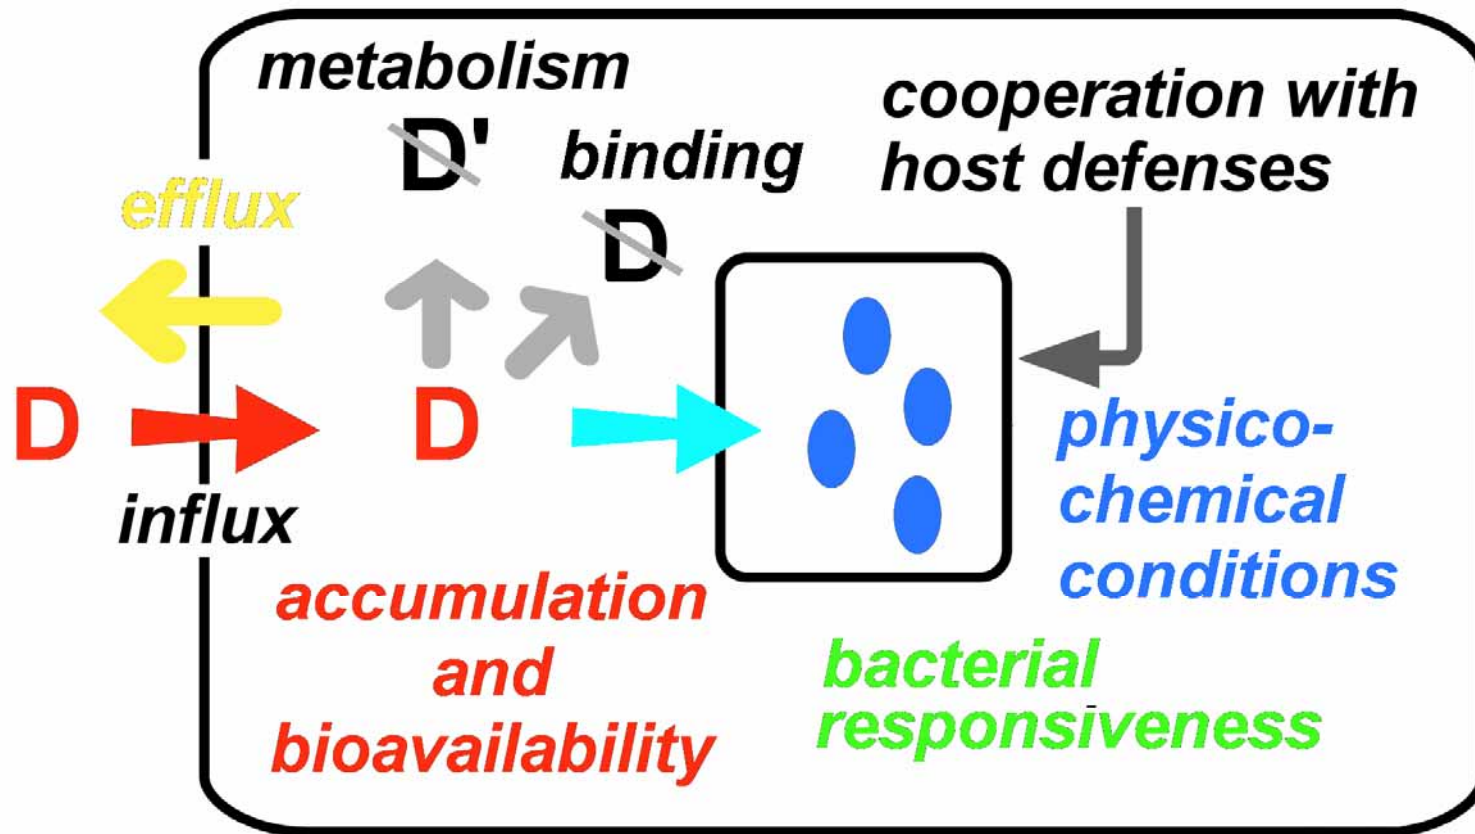 metabolism
D'
binding
D
cooperation with
host defenses
efflux
D
D
influx
physico-
chemical
conditions
accumulation
and
bioavailability
bacterial
responsiveness